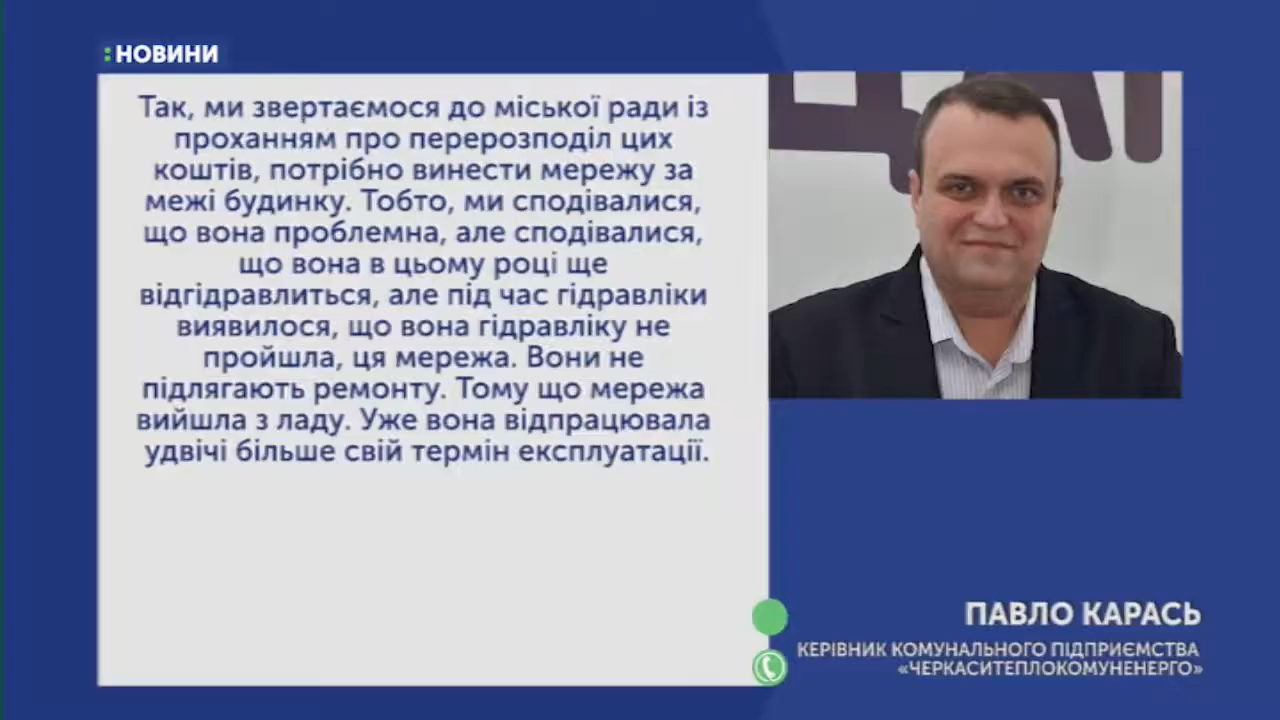 :НОВИНИ
Так, ми звертаємося до міської ради із
проханням про перерозподіл цих
коштів, потрібно винести мережу за
межі будинку. Тобто, ми сподівалися,
що вона проблемна, але сподівалися,
що вона в цьому році ще
відгідравлиться, але під час гідравліки
виявилося, що вона гідравліку не
пройшла, ця мережа. Вони не
підлягають ремонту. Тому що мережа
вийшла з ладу. Уже вона відпрацювала
удвічі більше свій термін експлуатації.
ПАВЛО КАРАСЬ
КЕРІВНИК КОМУНАЛЬНОГО ПІДПРИЄМСТВА
«ЧЕРКАСИТЕПЛОКОМУНЕНЕРГО»